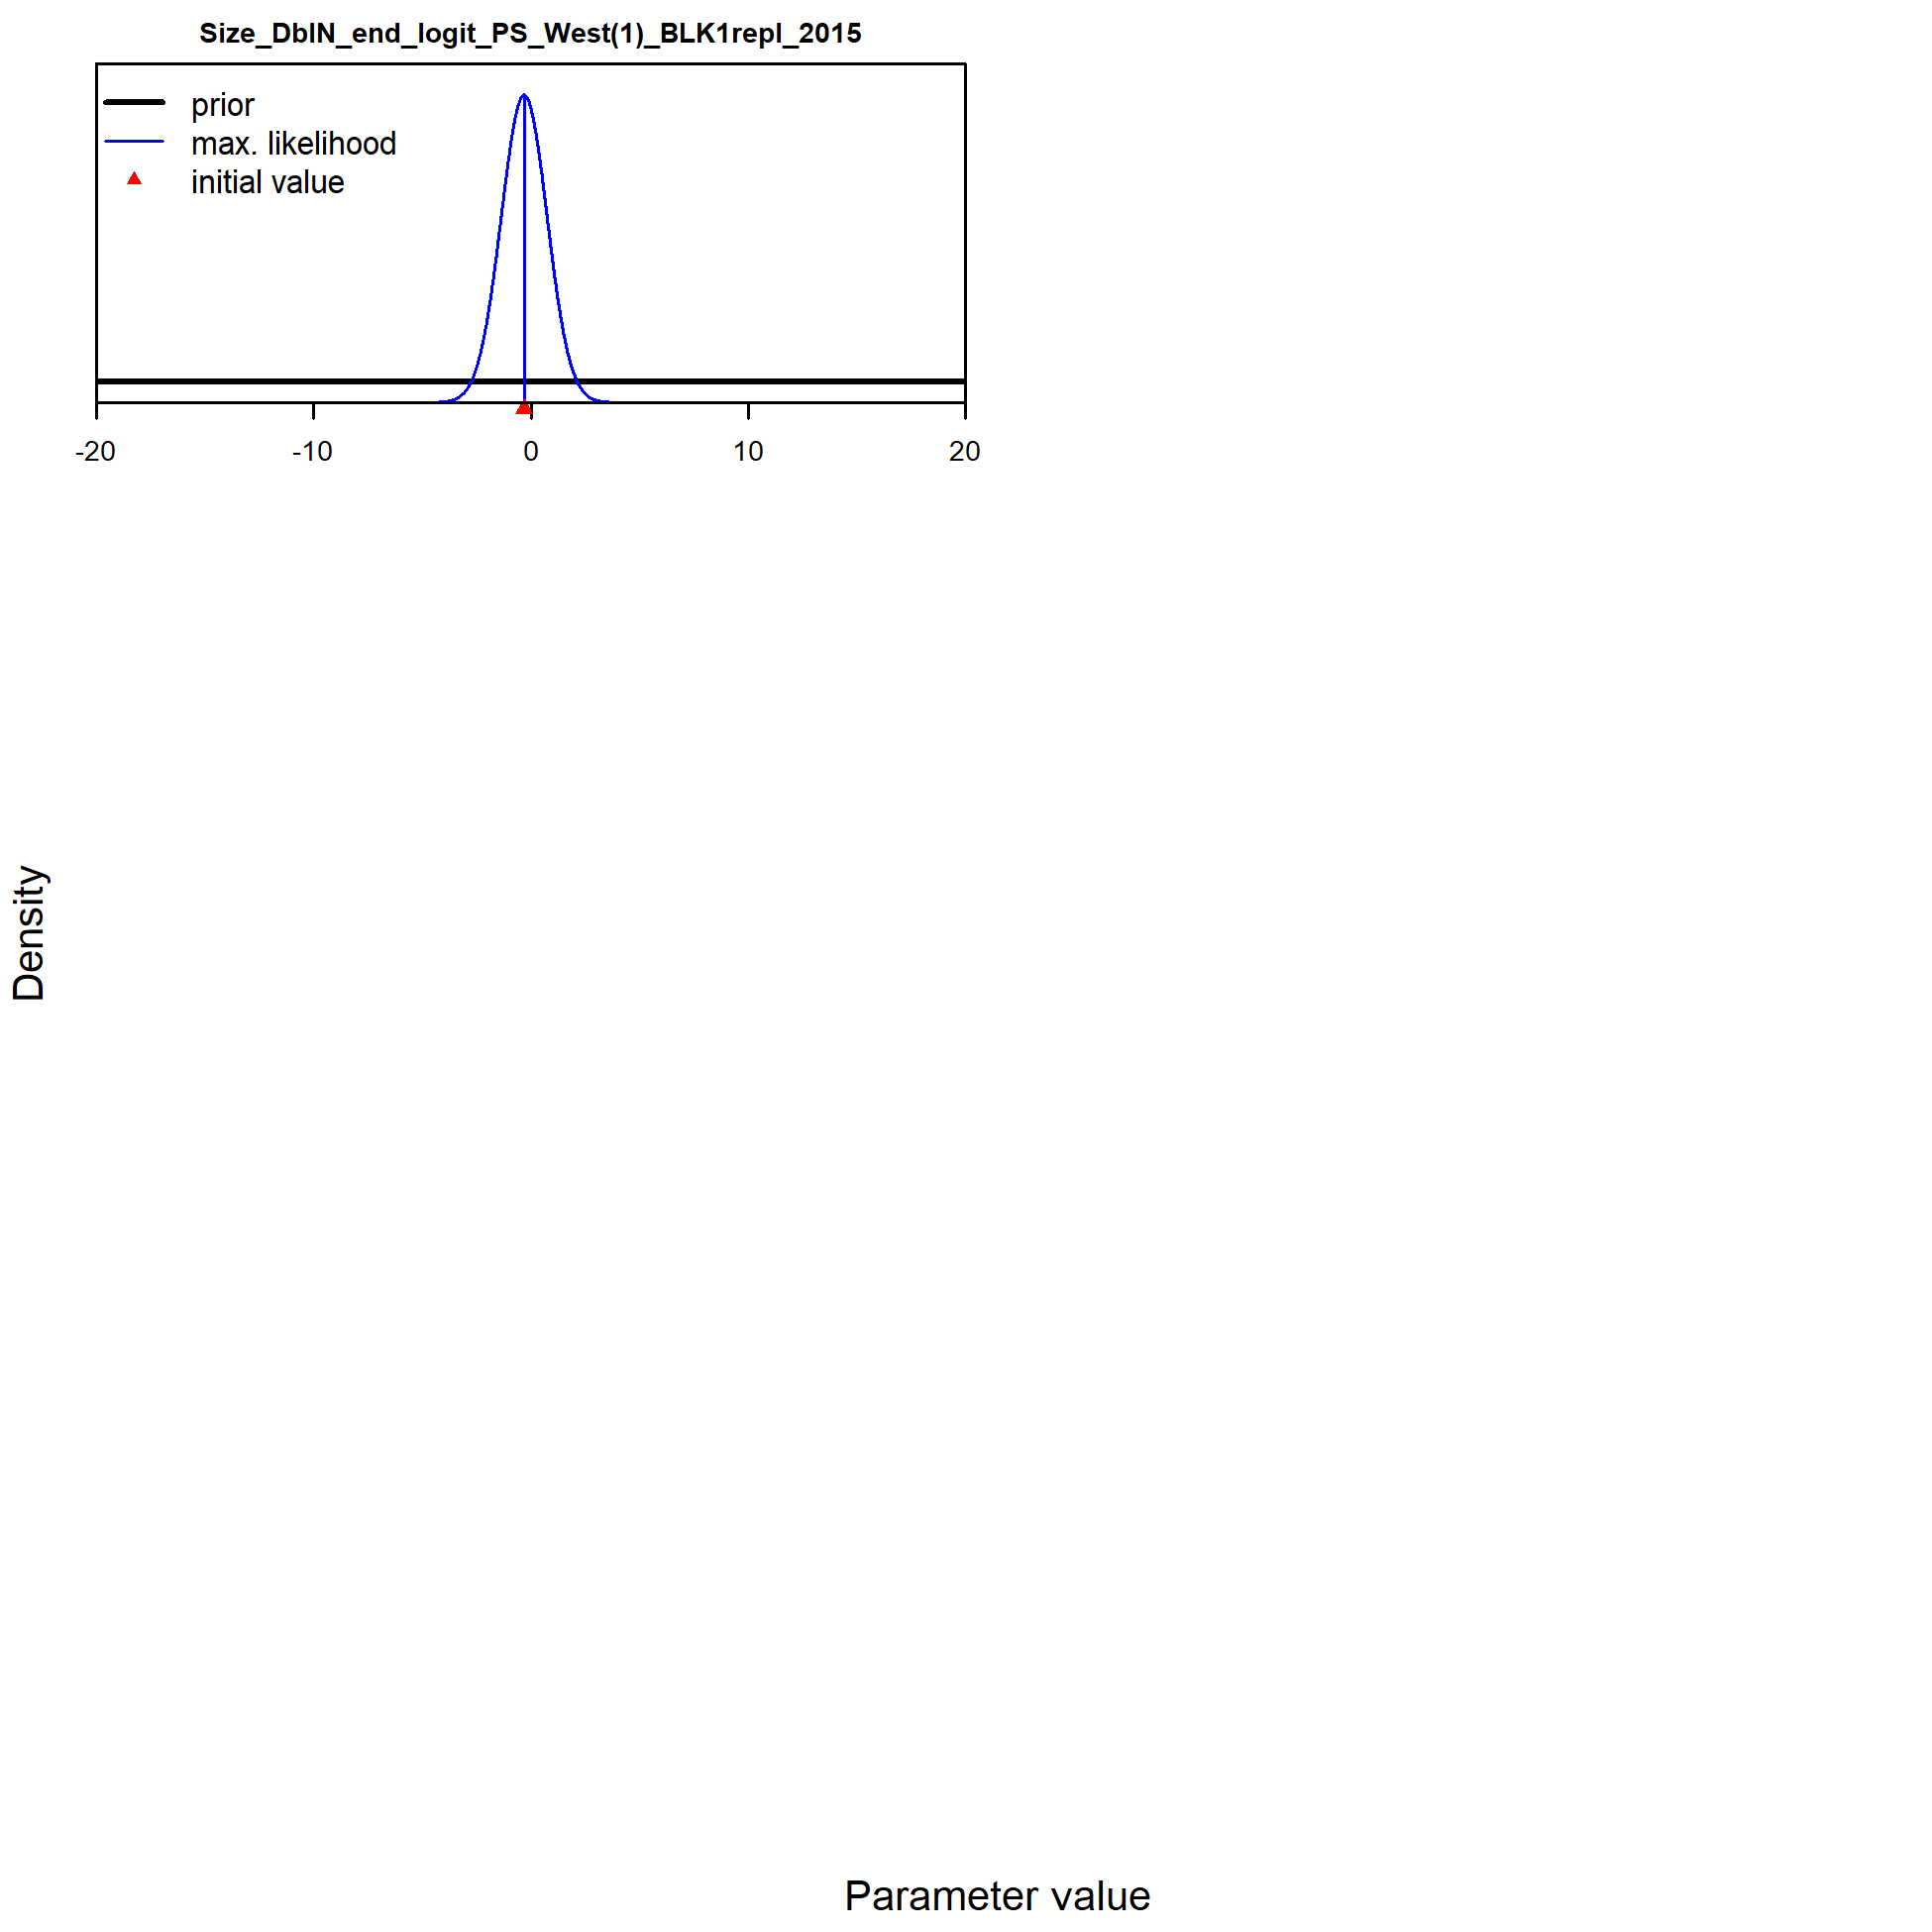 Size_DblN_end_logit_PS_West(1)_BLK1repl_2015
prior
max. likelihood
initial value
-20 -10 0 10 20
Density
Parameter value